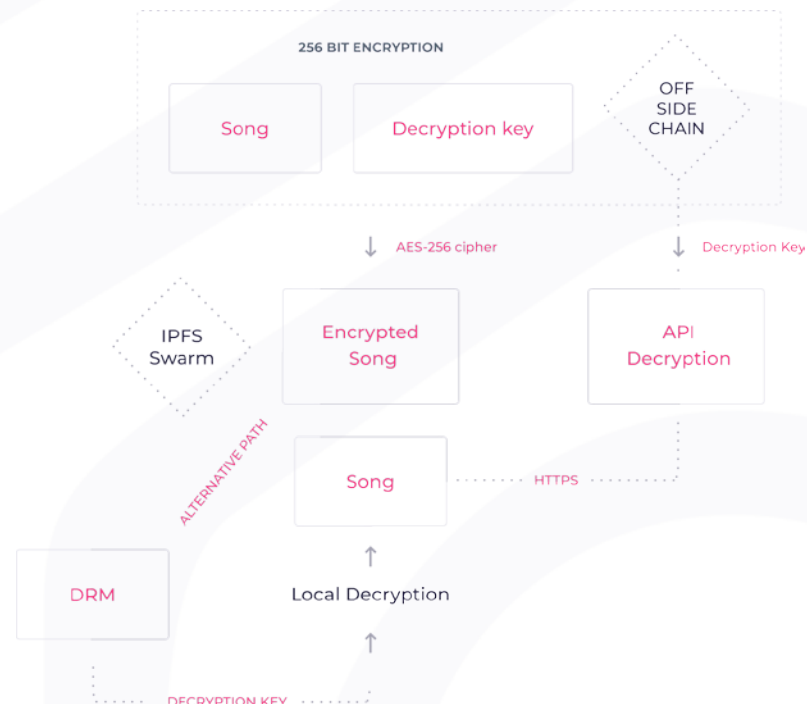 256 BIT ENCRYPTION
Song
Decryption key
OFF
SIDE
CHAIN
AES-256 cipher
Decryption Key
IPFS
Swarm
Encrypted
Song
API
Decryption
ALTERNATIVE PATH
Song
HTTPS
DRM
Local Decryption
DECRYPTION KEY